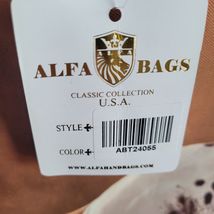 ALFA BAGS
CLASSIC COLLECTION
U.S.A.
STYLE
COLOR
ABT24055
WWW.ALFAHANDBAGS.COM